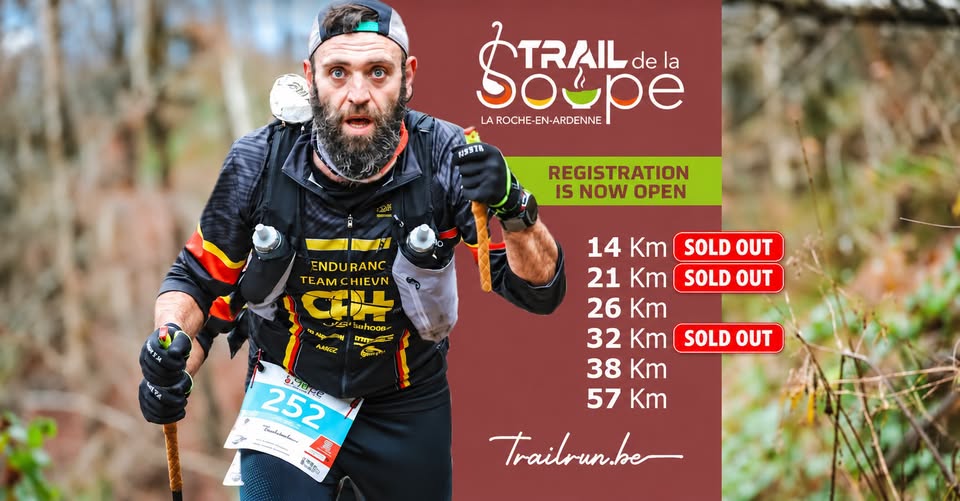 TRAIL de la
Soupe
LA ROCHE-EN-ARDENNE
REGISTRATION
IS NOW OPEN
14 Km SOLD OUT
21 Km SOLD OUT
26 Km
32 Km SOLD OUT
38 Km
57 Km
Trailrun.be
ENDURANC
TEAM CHIEVN
252